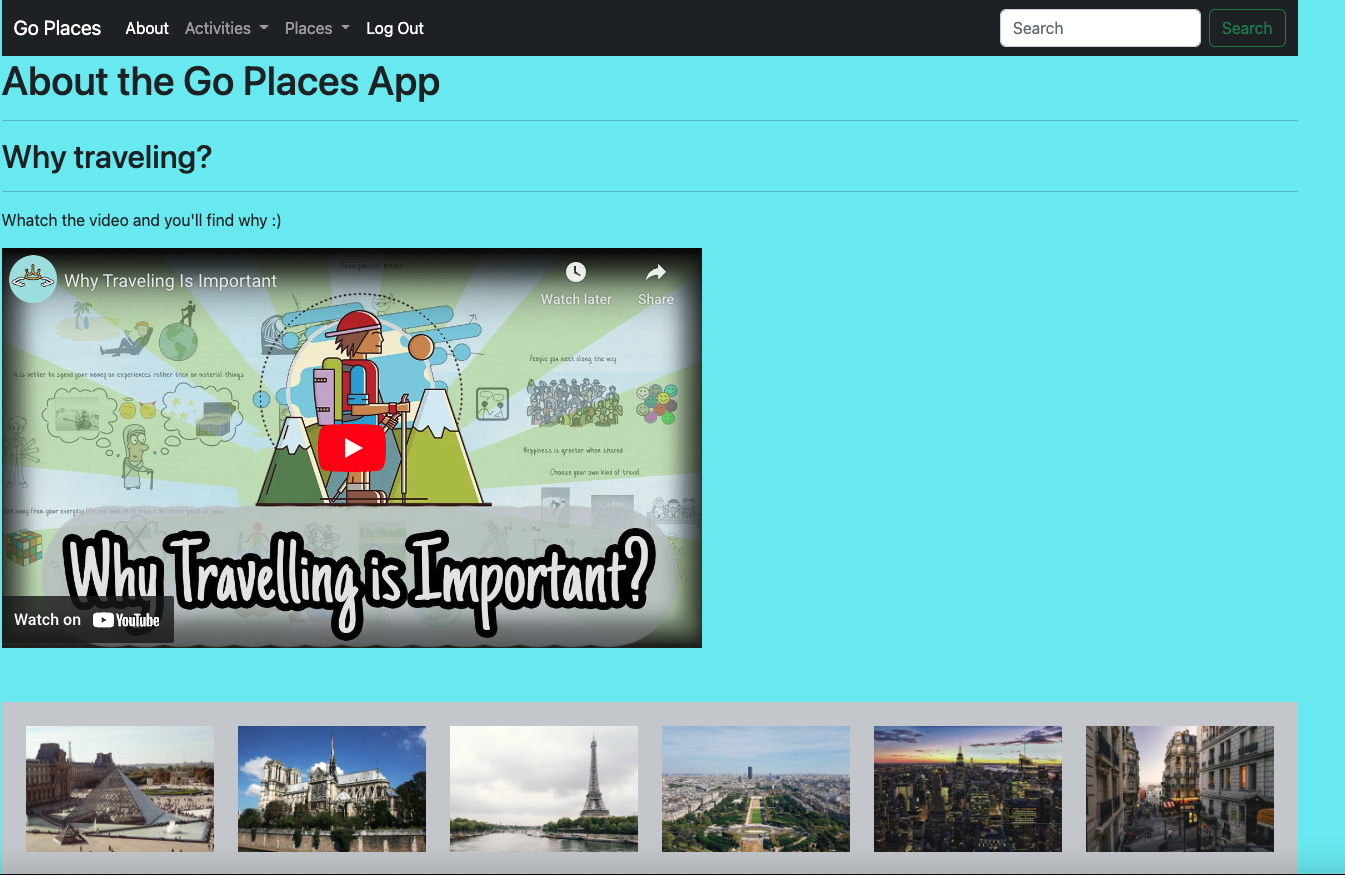 Go Places About Activities Places Log Out Search Search
About the Go Places App
Why traveling?
Whatch the video and you'll find why :)
Why Traveling Is Important
Watch later Share
People you meet along the way
It is better to spend your money on experiences rather than on material things
Happiness is greater when shared
Choose your own kind of travel
Why Travelling is Important?
Watch on YouTube